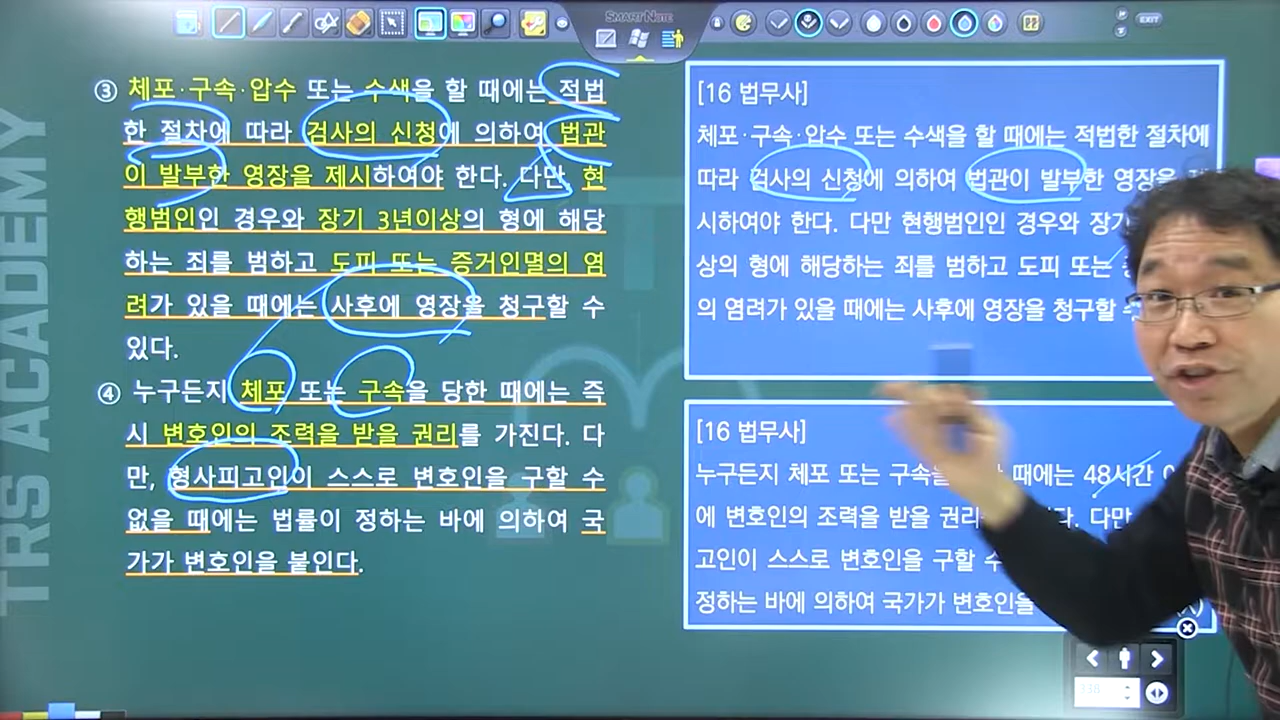 SMART NOTE
EXIT
TRS ACADEMY
③ 체포·구속·압수 또는 수색을 할 때에는 적법
한 절차에 따라 검사의 신청에 의하여 법관
이 발부한 영장을 제시하여야 한다. 다만 현
행범인인 경우와 장기 3년이상의 형에 해당
하는 죄를 범하고 도피 또는 증거인멸의 염
려가 있을 때에는 사후에 영장을 청구할 수
있다.
④ 누구든지 체포 또는 구속을 당한 때에는 즉
시 변호인의 조력을 받을 권리를 가진다. 다
만, 형사피고인이 스스로 변호인을 구할 수
없을 때에는 법률이 정하는 바에 의하여 국
가가 변호인을 붙인다.
[16 법무사]
체포·구속·압수 또는 수색을 할 때에는 적법한 절차에
따라 검사의 신청에 의하여 법관이 발부한 영장을
시하여야 한다. 다만 현행범인인 경우와 장기
상의 형에 해당하는 죄를 범하고 도피 또는
의 염려가 있을 때에는 사후에 영장을 청구할
[16 법무사]
누구든지 체포 또는 구속을 때에는 48시간
에 변호인의 조력을 받을 다만
고인이 스스로 변호인을 구할
정하는 바에 의하여 국가가 변호인을